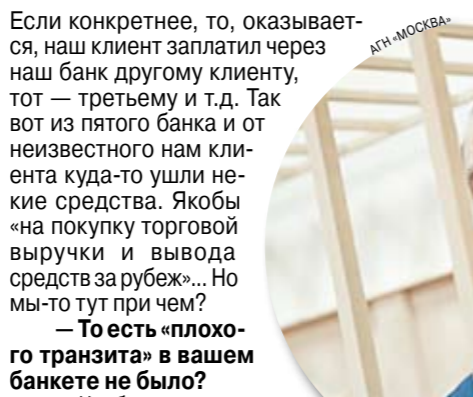 Если конкретнее, то, оказывает-
ся, наш клиент заплатил через
наш банк другому клиенту,
тот — третьему и т.д. Так
вот из пятого банка и от
неизвестного нам кли-
ента куда-то ушли не-
кие средства. Якобы
«на покупку торговой
выручки и вывода
средств за рубеж»... Но
мы-то тут при чем?
— То есть «плохо-
го транзита» в вашем
банкете не было?
АГН «МОСКВА»